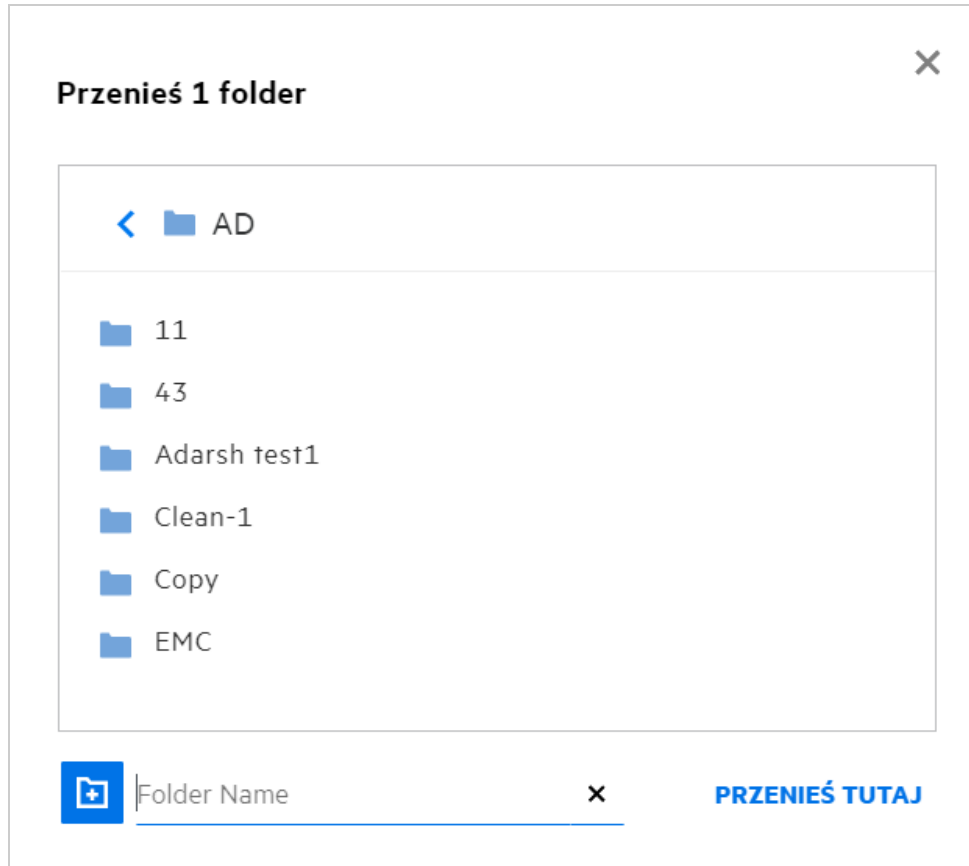 Przenieś 1 folder
AD
11
43
Adarsh test1
Clean-1
Copy
EMC
Folder Name
PRZENIEŚ TUTAJ